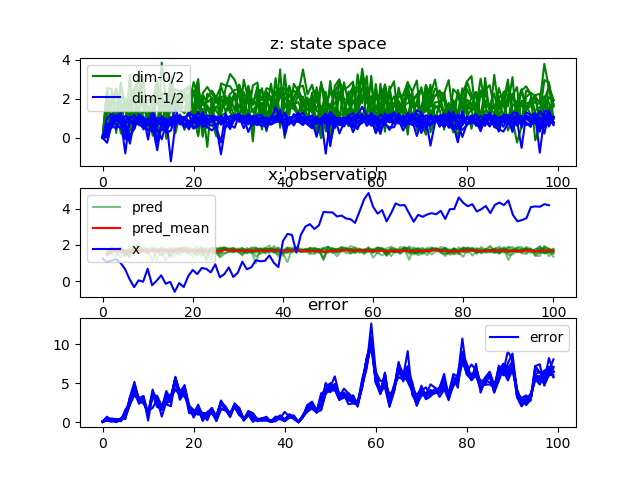 z: state space
4
2
0
dim-0/2
dim-1/2
0 20 40 60 80 100
x: observation
4
2
0
pred
pred_mean
x
0 20 40 60 80 100
error
10
5
0
error
0 20 40 60 80 100